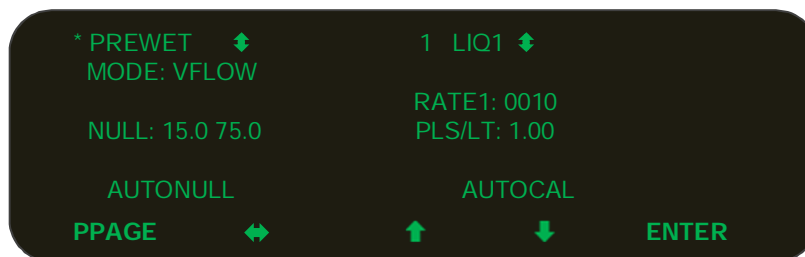 * PREWET ⬍ 1 LIQ1 ⬍
MODE: VFLOW
RATE1: 0010
NULL: 15.0 75.0 PLS/LT: 1.00
AUTONULL AUTOCAL
PPAGE ⬌ ⬆ ⬇ ENTER